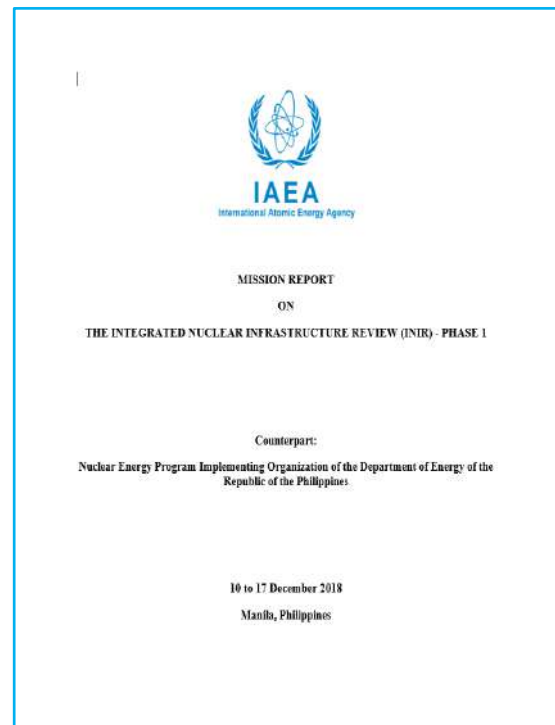 IAEA
International Atomic Energy Agency
MISSION REPORT
ON
THE INTEGRATED NUCLEAR INFRASTRUCTURE REVIEW (INIR) - PHASE 1
Counterpart:
Nuclear Energy Program Implementing Organization of the Department of Energy of the
Republic of the Philippines
10 to 17 December 2018
Manila, Philippines